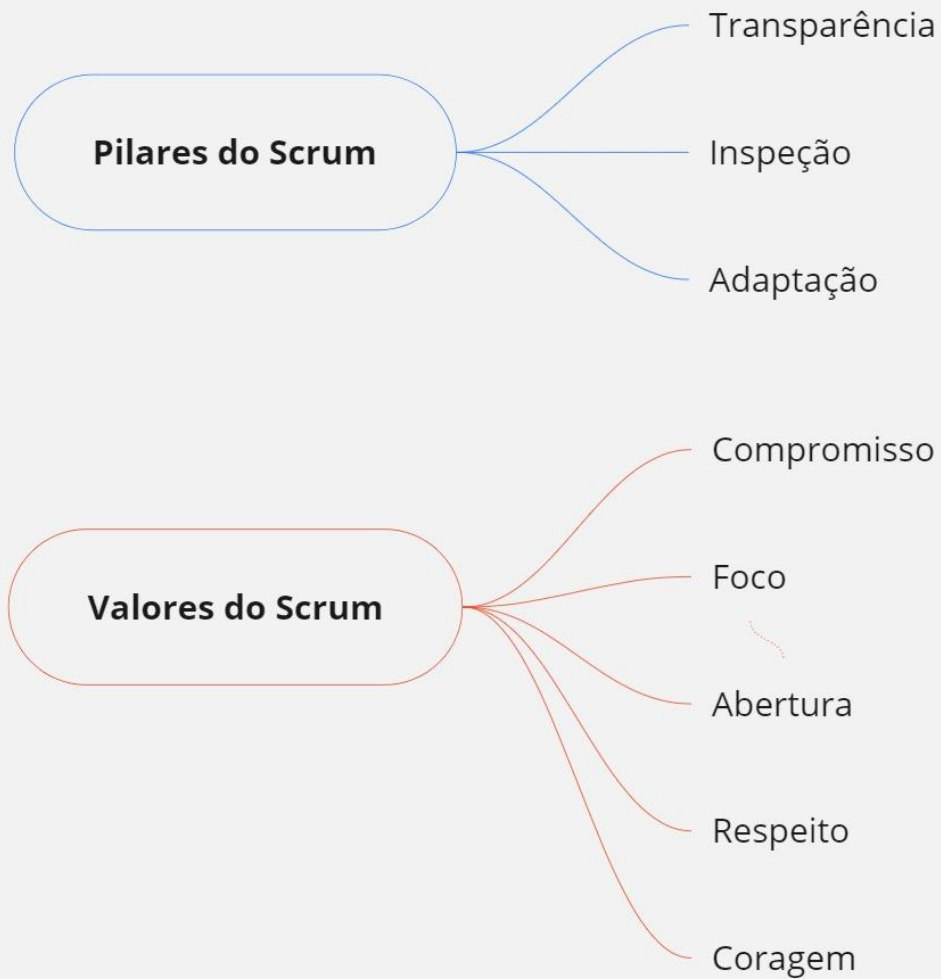 Pilares do Scrum
Transparência
Inspeção
Adaptação
Valores do Scrum
Compromisso
Foco
Abertura
Respeito
Coragem